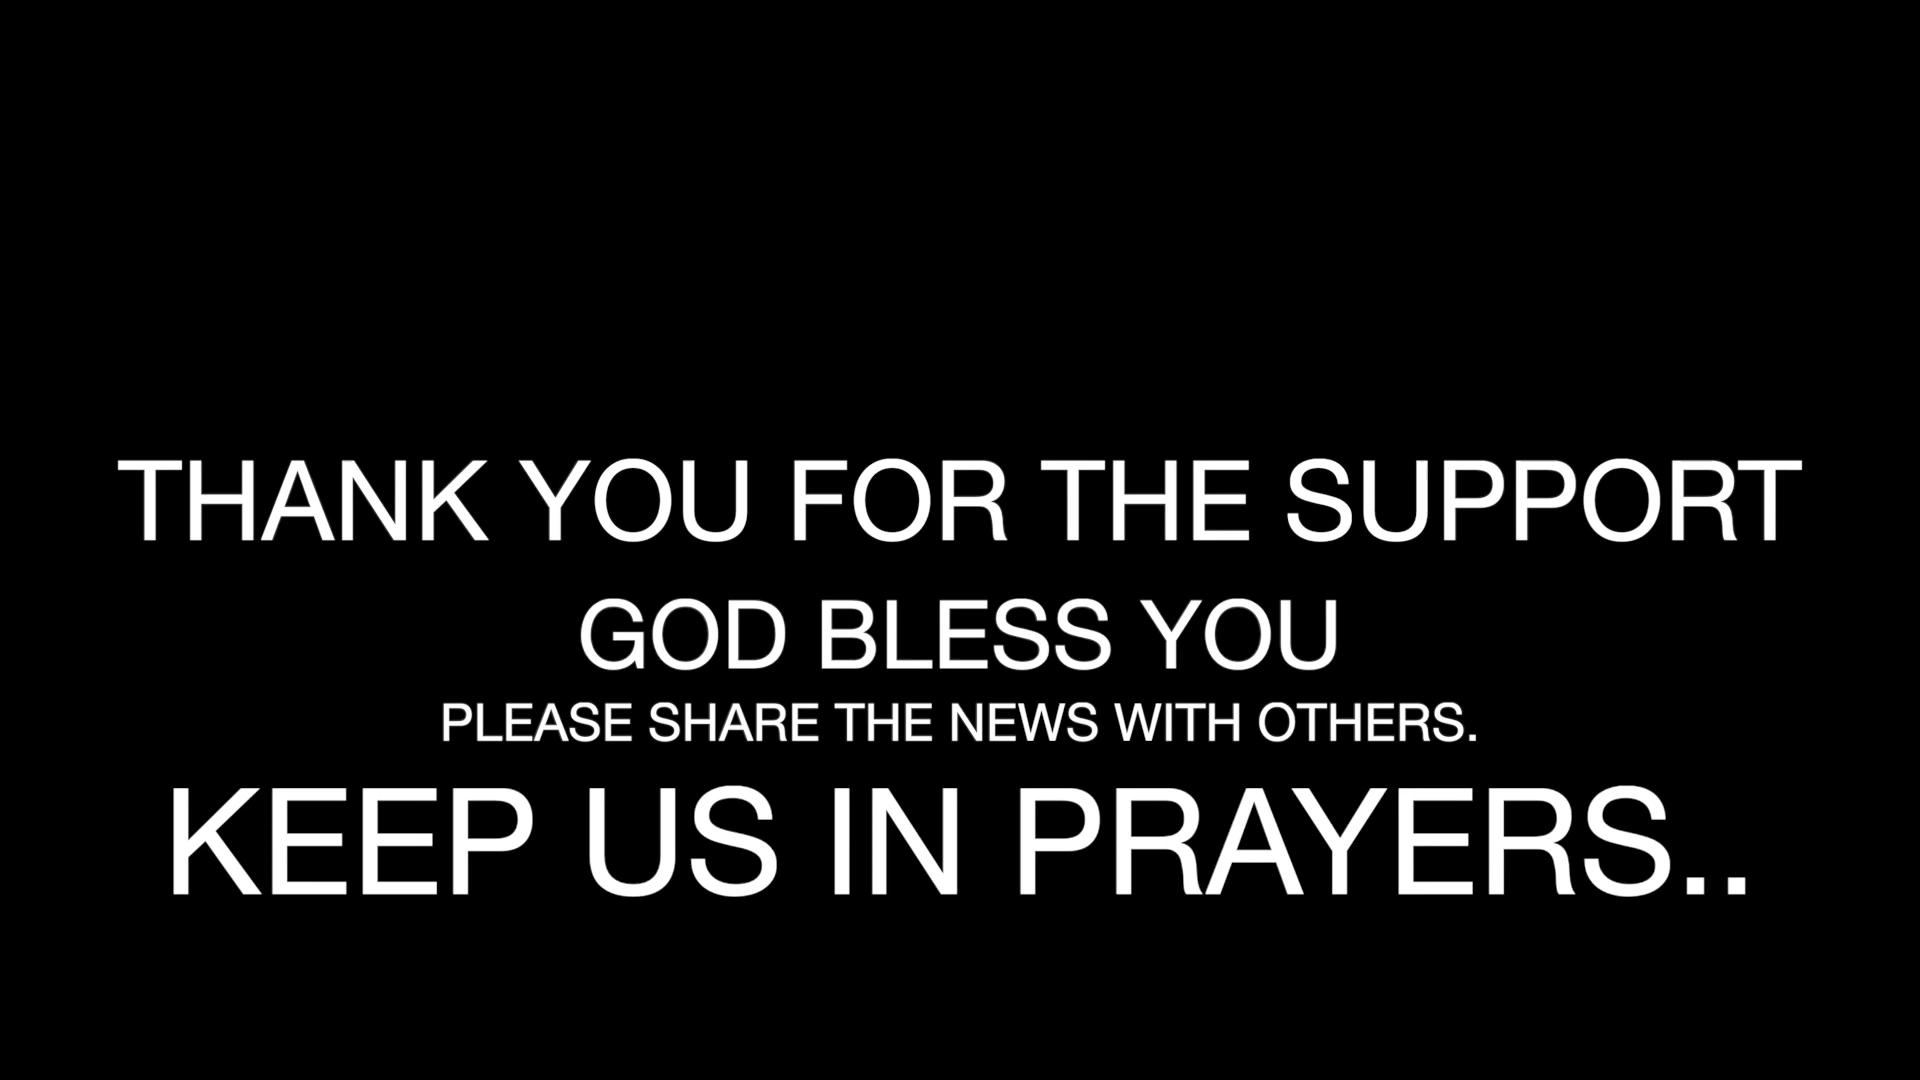 THANK YOU FOR THE SUPPORT
GOD BLESS YOU
PLEASE SHARE THE NEWS WITH OTHERS.
KEEP US IN PRAYERS..